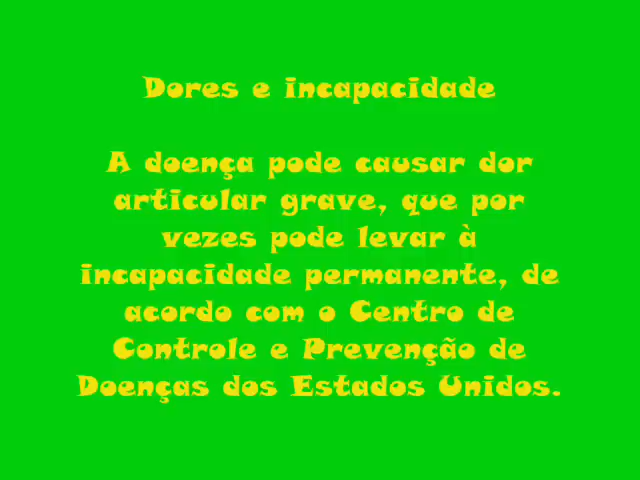 Dores e incapacidade
A doença pode causar dor
articular grave, que por
vezes pode levar à
incapacidade permanente, de
acordo com o Centro de
Controle e Prevenção de
Doenças dos Estados Unidos.